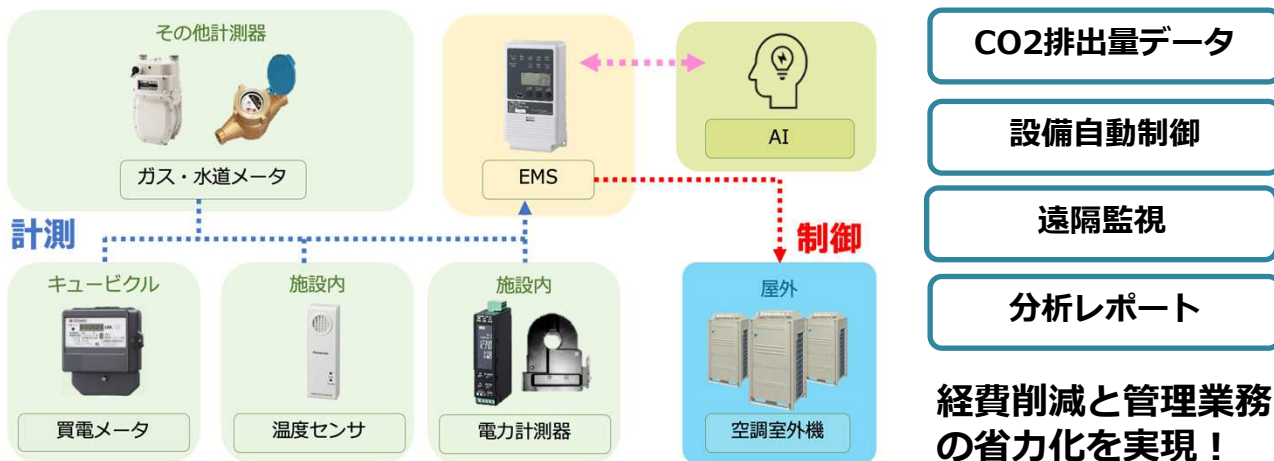 その他計測器
ガス・水道メータ
EMS
AI
計測
制御
キュービクル
買電メータ
施設内
温度センサ
施設内
電力計測器
屋外
空調室外機
CO2排出量データ
設備自動制御
遠隔監視
分析レポート
経費削減と管理業務
の省力化を実現！